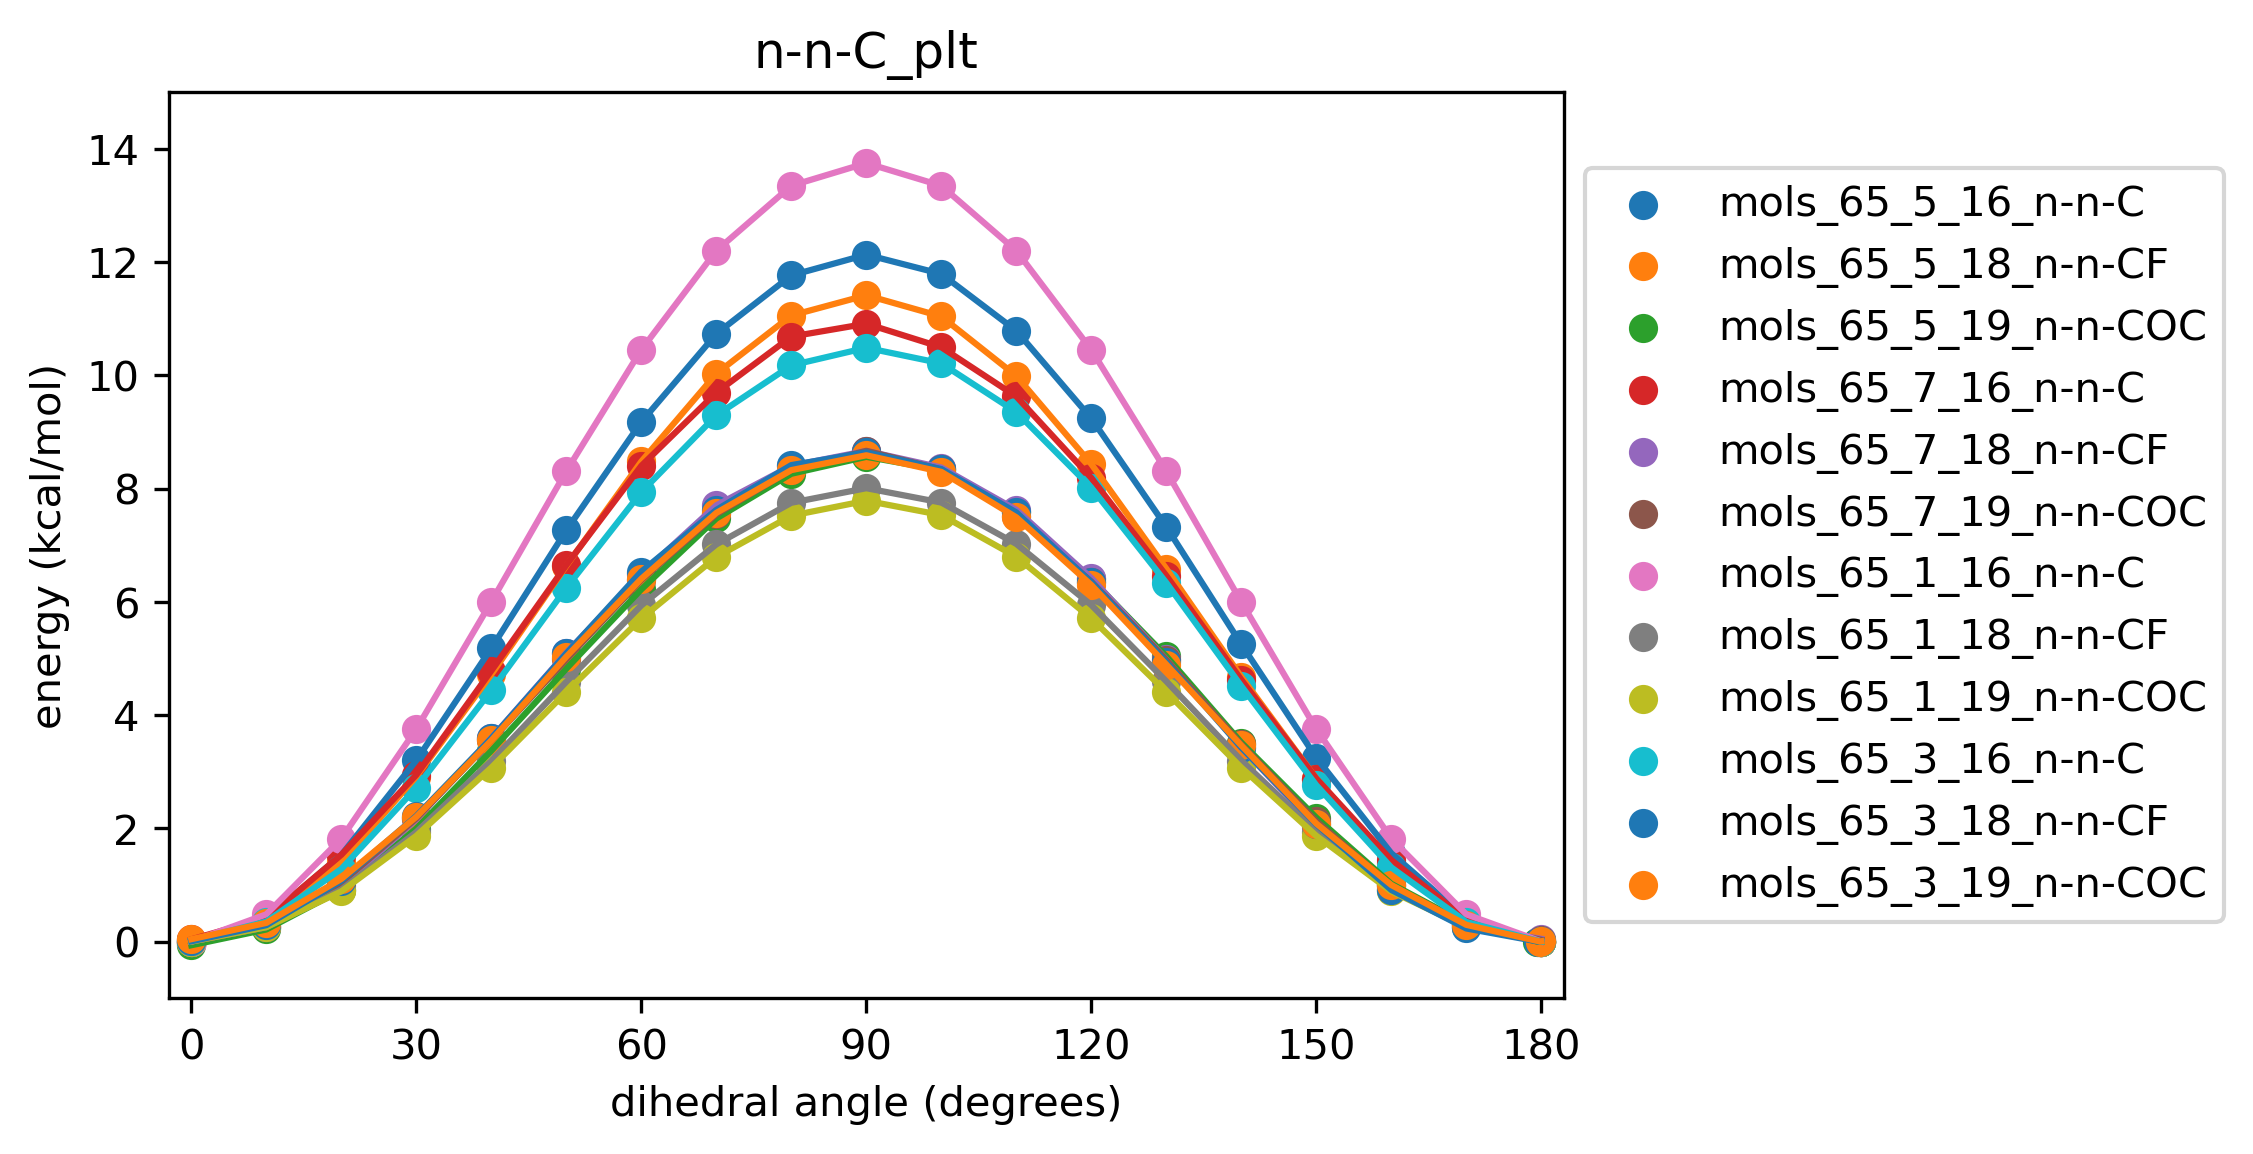 n-n-C_plt
energy (kcal/mol)
14
12
10
8
6
4
2
0
0 30 60 90 120 150 180
dihedral angle (degrees)
mols_65_5_16_n-n-C
mols_65_5_18_n-n-CF
mols_65_5_19_n-n-COC
mols_65_7_16_n-n-C
mols_65_7_18_n-n-CF
mols_65_7_19_n-n-COC
mols_65_1_16_n-n-C
mols_65_1_18_n-n-CF
mols_65_1_19_n-n-COC
mols_65_3_16_n-n-C
mols_65_3_18_n-n-CF
mols_65_3_19_n-n-COC